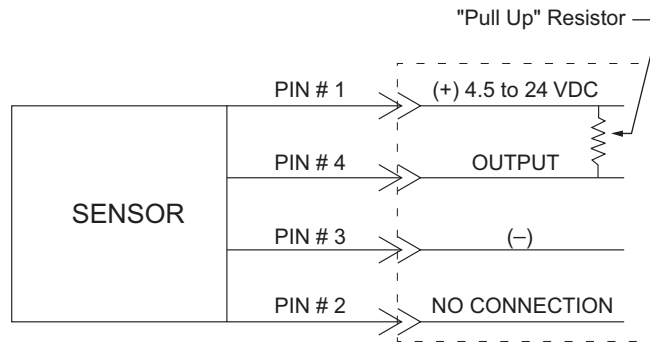 "Pull Up" Resistor
PIN # 1
(+) 4.5 to 24 VDC
PIN # 4
OUTPUT
SENSOR
PIN # 3
(–)
PIN # 2
NO CONNECTION